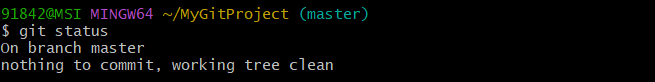 91842@MSI MINGW64 ~/MyGitProject (master)
$ git status
On branch master
nothing to commit, working tree clean